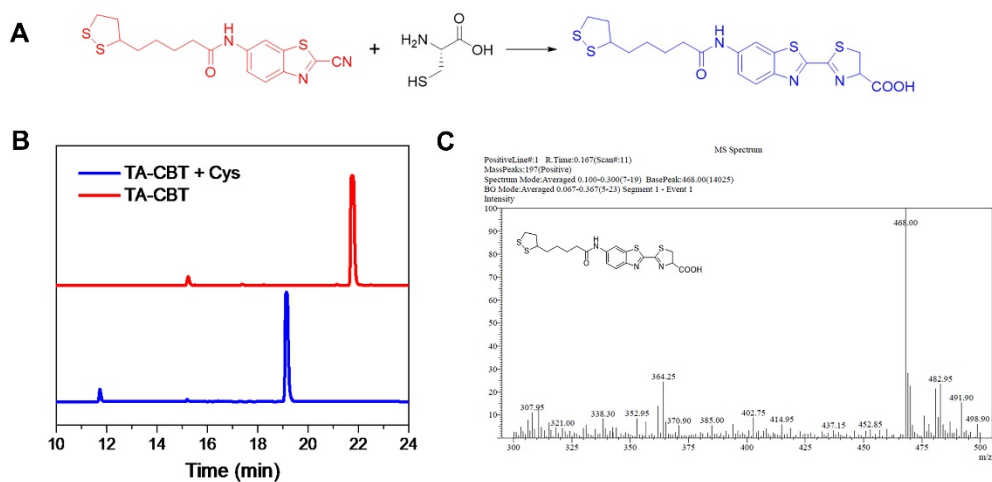 A
S
S
H
N
O
S
N
CN
+
H₂N
O
OH
HS
S
S
H
N
O
S
N
S
N
COOH
B
TA-CBT + Cys
TA-CBT
10 12 14 16 18 20 22 24
Time (min)
C
MS Spectrum
PositiveLine#:1 R.Time:0.167(Scan#:11)
MassPeaks:197(Positive)
Spectrum Mode:Averaged 0.100-0.300(7-19) BasePeak:468.00(14025)
BG Mode:Averaged 0.067-0.367(5-23) Segment 1 - Event 1
Intensity
100
90
80
70
60
50
40
30
20
10
468.00
S
S
H
N
O
S
N
S
N
COOH
364.25
482.95
491.90
307.95
321.00
338.30
352.95
370.90
385.00
402.75
414.95
437.15
452.85
498.90
300 325 350 375 400 425 450 475 500
m/z